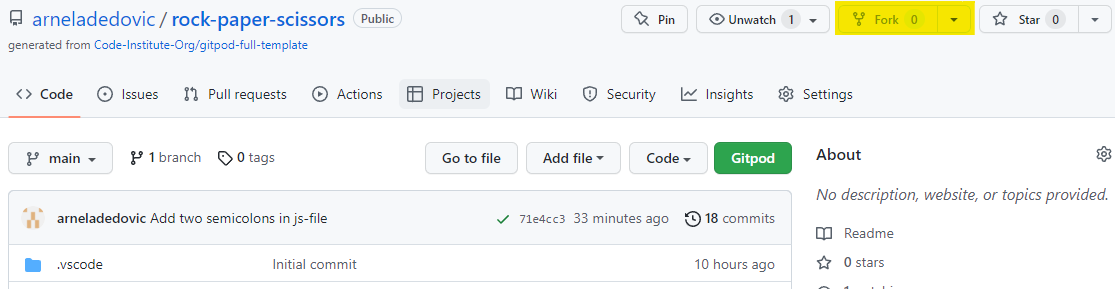 arneladedovic / rock-paper-scissors Public
Pin
Unwatch 1
Fork 0
Star 0
generated from Code-Institute-Org/gitpod-full-template
Code
Issues
Pull requests
Actions
Projects
Wiki
Security
Insights
Settings
main
1 branch
0 tags
Go to file
Add file
Code
Gitpod
arneladedovic Add two semicolons in js-file
71e4cc3 33 minutes ago
18 commits
.vscode
Initial commit
10 hours ago
About
No description, website, or topics provided.
Readme
0 stars